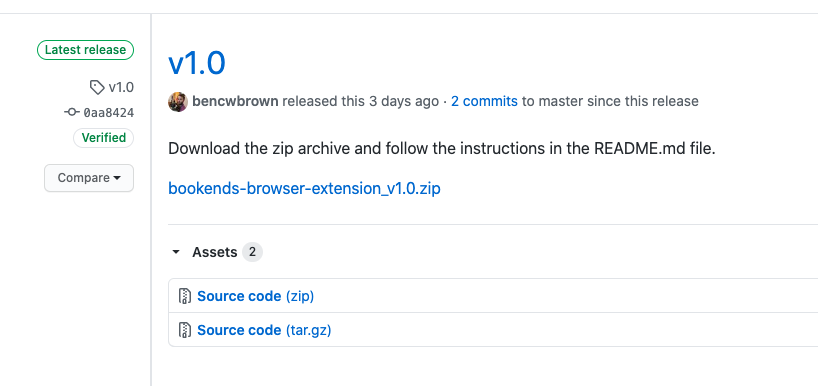 Latest release
v1.0
0aa8424
Verified
Compare
v1.0
bencwbrown released this 3 days ago · 2 commits to master since this release
Download the zip archive and follow the instructions in the README.md file.
bookends-browser-extension_v1.0.zip
Assets 2
Source code (zip)
Source code (tar.gz)